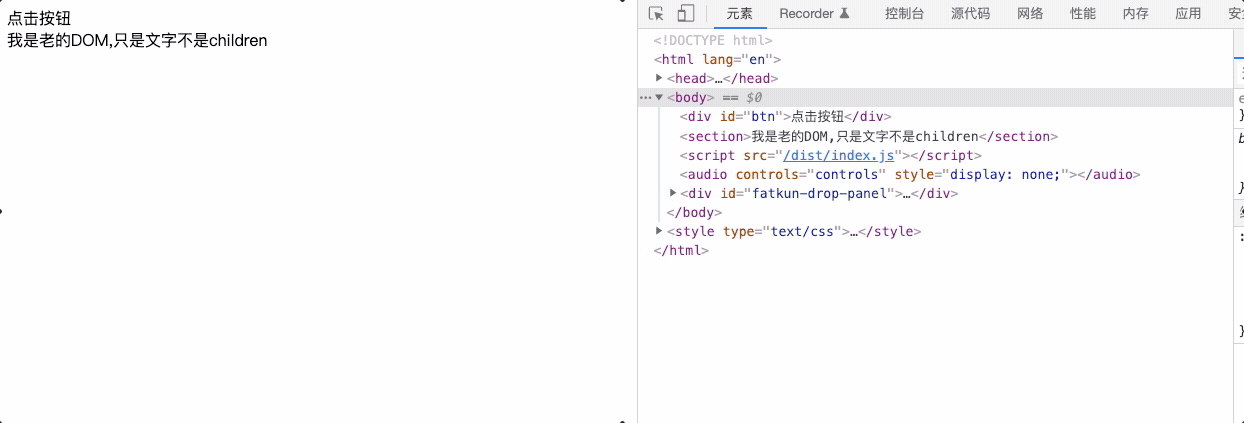 点击按钮
我是老的DOM,只是文字不是children
元素 Recorder 控制台 源代码 网络 性能 内存 应用
<!DOCTYPE html>
<html lang="en">
<head>…</head>
<body> == $0
<div id="btn">点击按钮</div>
<section>我是老的DOM,只是文字不是children</section>
<script src="/dist/index.js"></script>
<audio controls="controls" style="display: none;"></audio>
<div id="fatkun-drop-panel">…</div>
</body>
<style type="text/css">…</style>
</html>